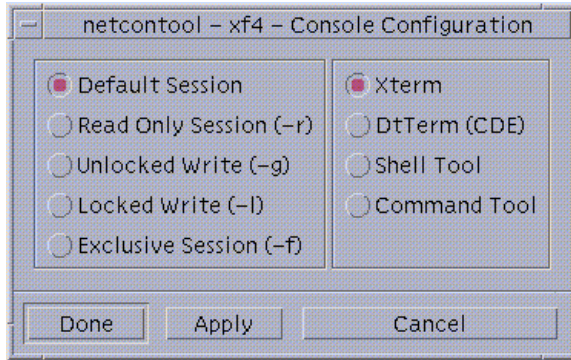 netcontool – xf4 – Console Configuration
Default Session
Read Only Session (–r)
Unlocked Write (–g)
Locked Write (–l)
Exclusive Session (–f)
Xterm
DtTerm (CDE)
Shell Tool
Command Tool
Done Apply Cancel